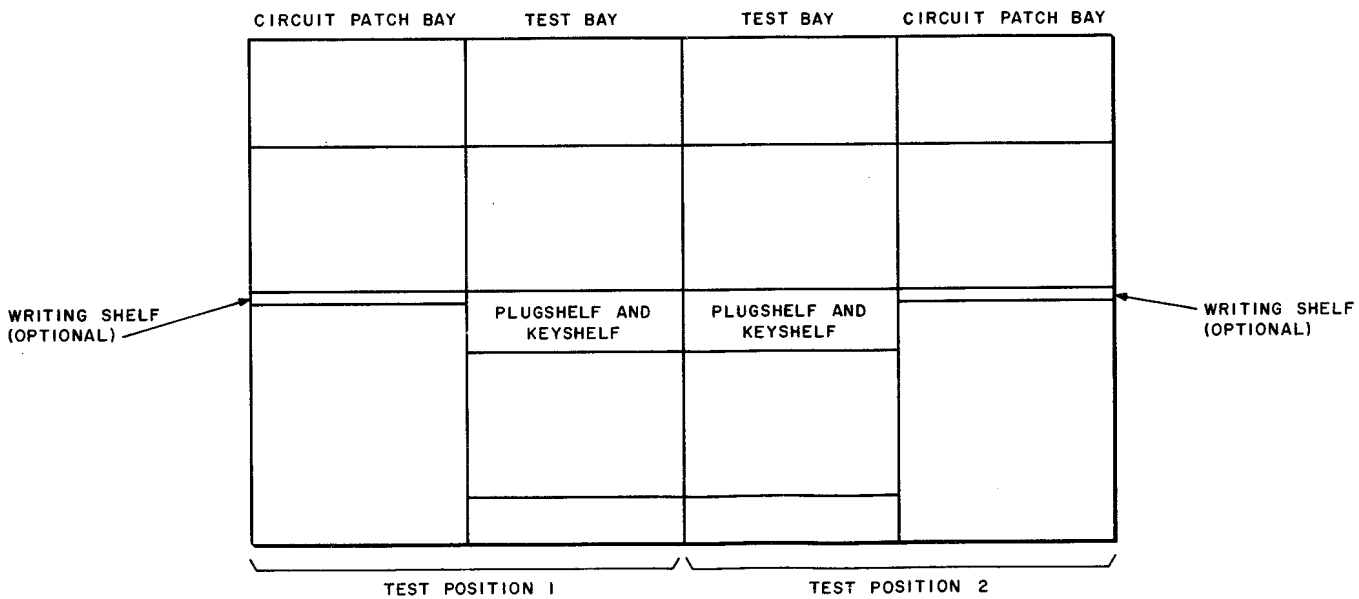 CIRCUIT PATCH BAY TEST BAY TEST BAY CIRCUIT PATCH BAY
WRITING SHELF
(OPTIONAL)
PLUGSHELF AND
KEYSHELF
PLUGSHELF AND
KEYSHELF
WRITING SHELF
(OPTIONAL)
TEST POSITION 1
TEST POSITION 2